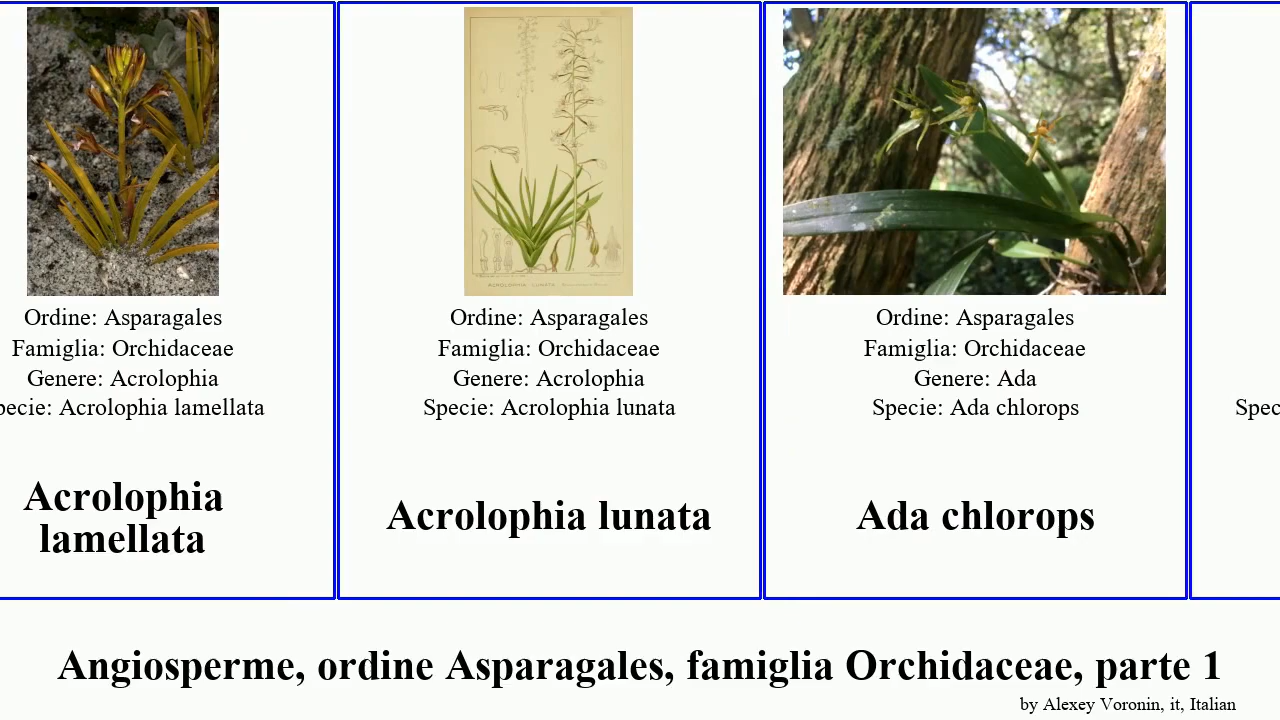 Ordine: Asparagales
Famiglia: Orchidaceae
Genere: Acrolophia
pecie: Acrolophia lamellata
Acrolophia
lamellata
ACROLOPHIA LUNATA
Ordine: Asparagales
Famiglia: Orchidaceae
Genere: Acrolophia
Specie: Acrolophia lunata
Acrolophia lunata
Ordine: Asparagales
Famiglia: Orchidaceae
Genere: Ada
Specie: Ada chlorops
Ada chlorops
Spec
Angiosperme, ordine Asparagales, famiglia Orchidaceae, parte 1
by Alexey Voronin, it, Italian